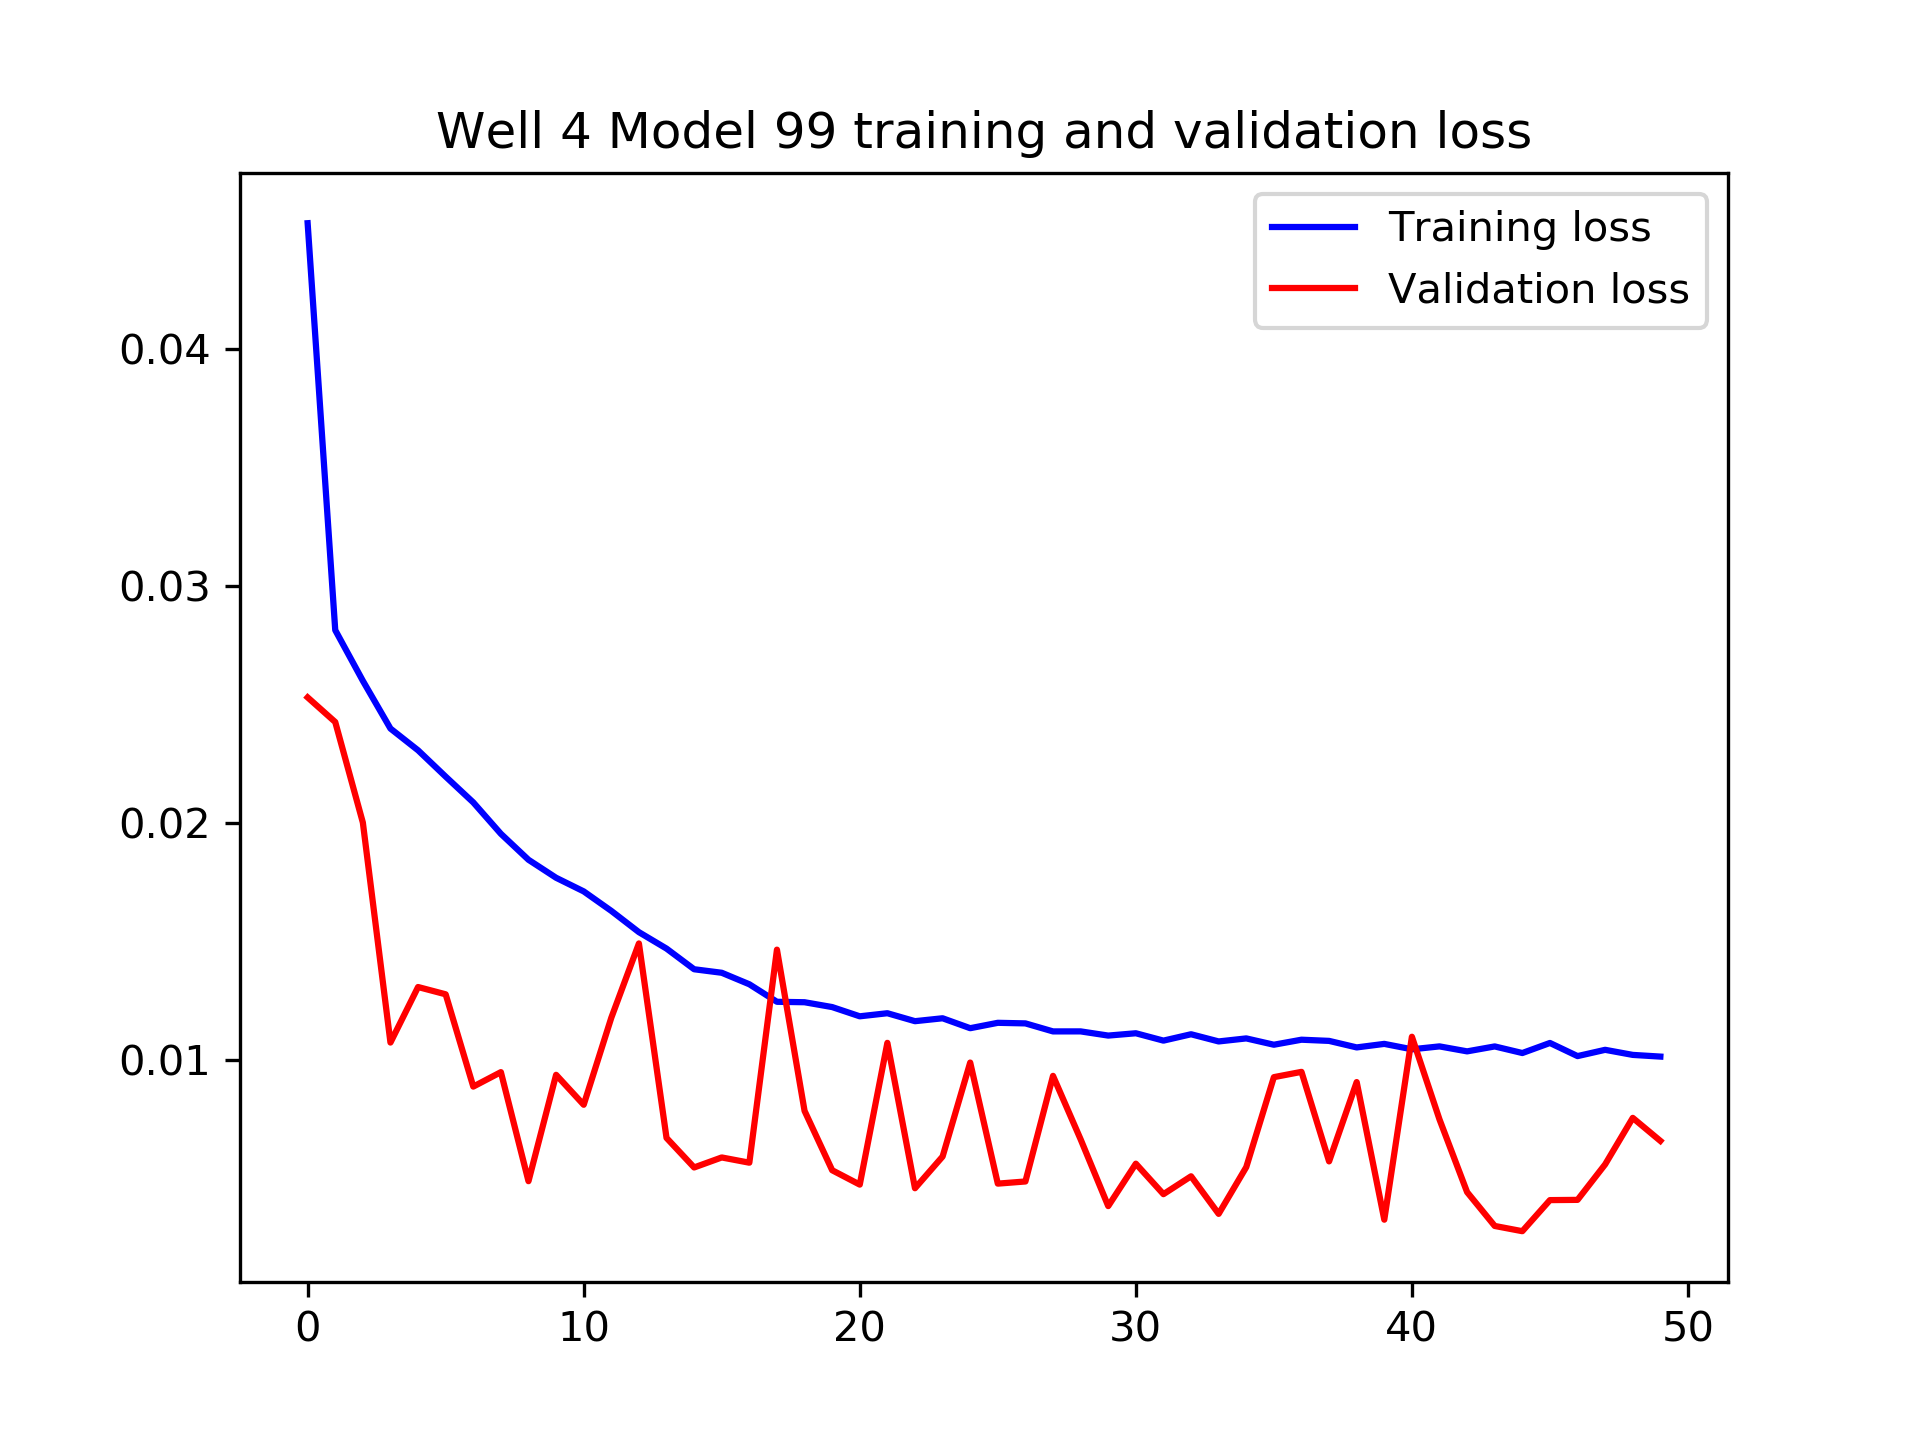 Well 4 Model 99 training and validation loss
Training loss
Validation loss
0.04
0.03
0.02
0.01
0 10 20 30 40 50